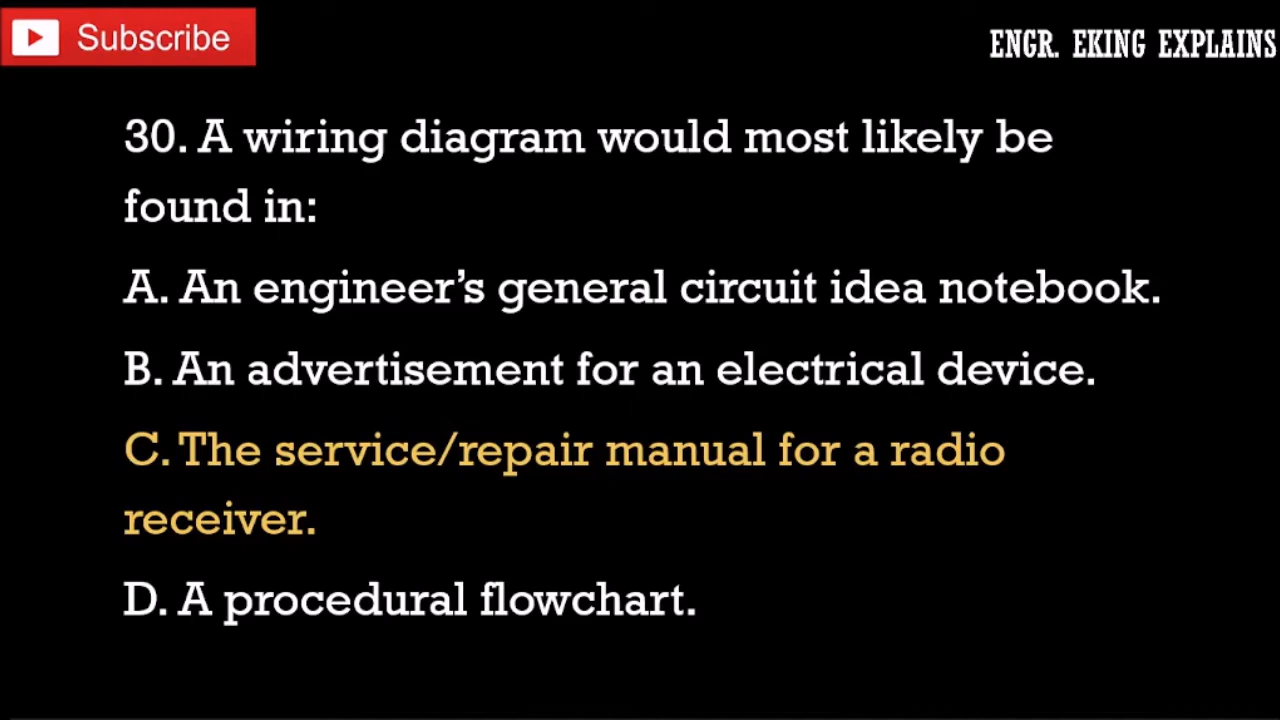 Subscribe
ENGR. EKING EXPLAINS
30. A wiring diagram would most likely be
found in:
A. An engineer’s general circuit idea notebook.
B. An advertisement for an electrical device.
C. The service/repair manual for a radio
receiver.
D. A procedural flowchart.